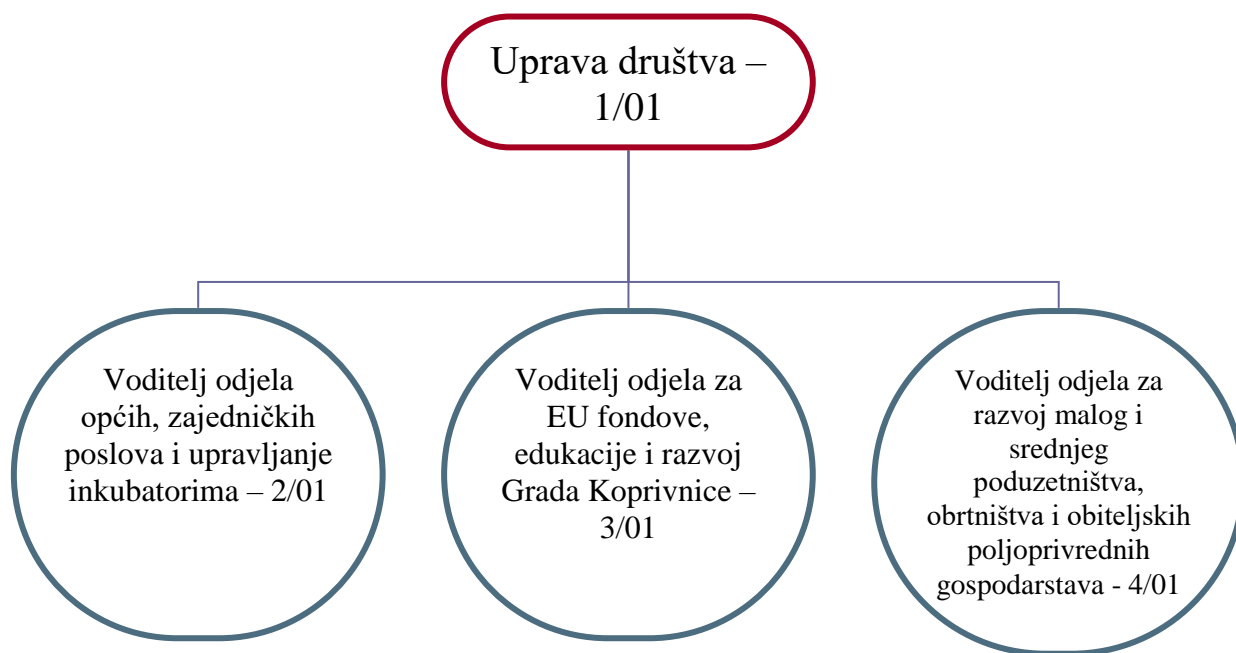 Uprava društva –
1/01
Voditelj odjela
općih, zajedničkih
poslova i upravljanje
inkubatorima – 2/01
Voditelj odjela za
EU fondove,
edukacije i razvoj
Grada Koprivnice –
3/01
Voditelj odjela za
razvoj malog i
srednjeg
poduzetništva,
obrtništva i obiteljskih
poljoprivrednih
gospodarstava - 4/01